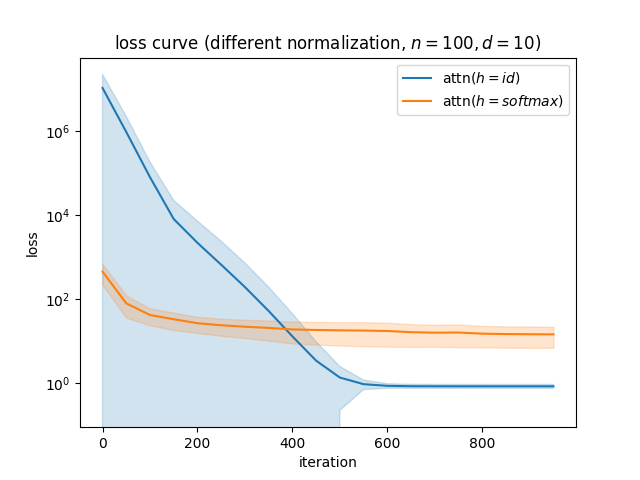 loss curve (different normalization, n = 100, d = 10)
attn(h = id)
attn(h = softmax)
loss
10^6
10^4
10^2
10^0
0 200 400 600 800
iteration